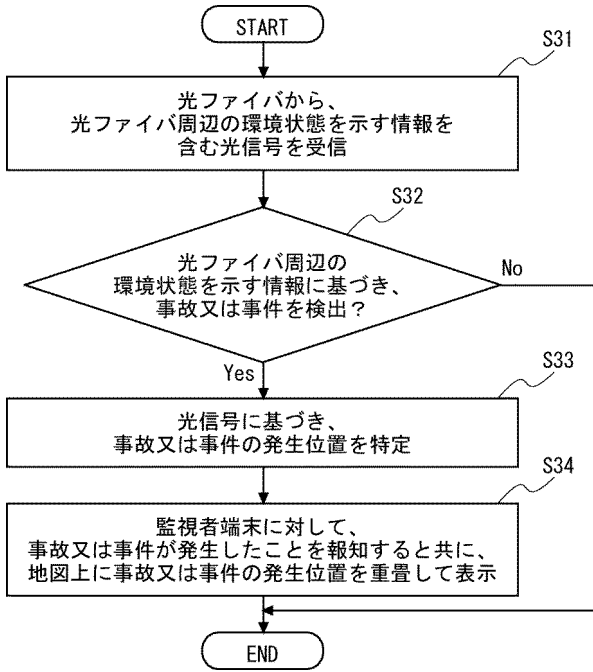 START
S31
光ファイバから、
光ファイバ周辺の環境状態を示す情報を
含む光信号を受信
S32
光ファイバ周辺の
環境状態を示す情報に基づき、
事故又は事件を検出？
No
Yes
S33
光信号に基づき、
事故又は事件の発生位置を特定
S34
監視者端末に対して、
事故又は事件が発生したことを報知すると共に、
地図上に事故又は事件の発生位置を重畳して表示
END